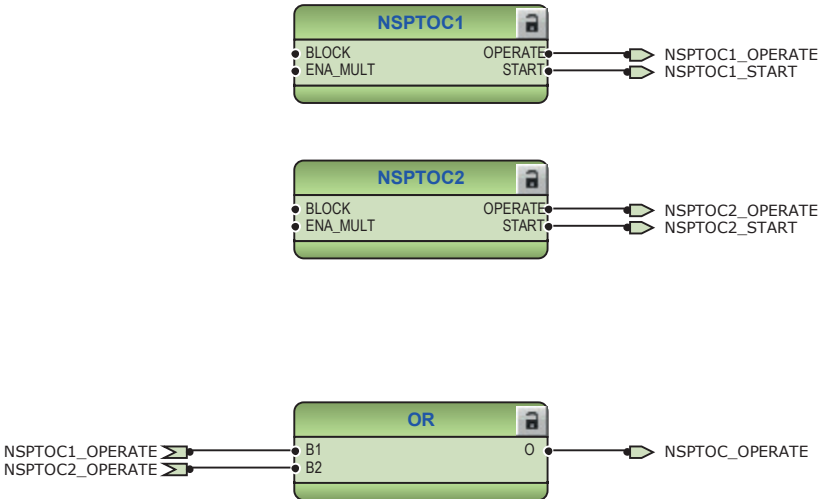 NSPTOC1
BLOCK OPERATE NSPTOC1_OPERATE
ENA_MULT START NSPTOC1_START
NSPTOC2
BLOCK OPERATE NSPTOC2_OPERATE
ENA_MULT START NSPTOC2_START
OR
NSPTOC1_OPERATE B1 O NSPTOC_OPERATE
NSPTOC2_OPERATE B2